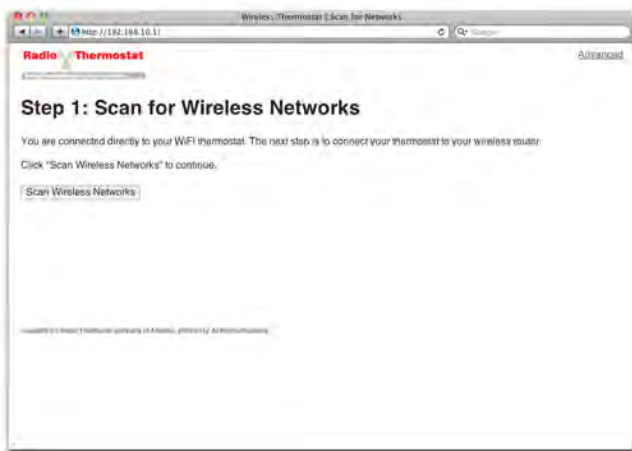 Wireless Thermostat | Scan for Networks
http://192.168.10.1/
Google
Radio Thermostat
Advanced
Step 1: Scan for Wireless Networks
You are connected directly to your WiFi thermostat. The next step is to connect your thermostat to your wireless router.
Click "Scan Wireless Networks" to continue.
Scan Wireless Networks